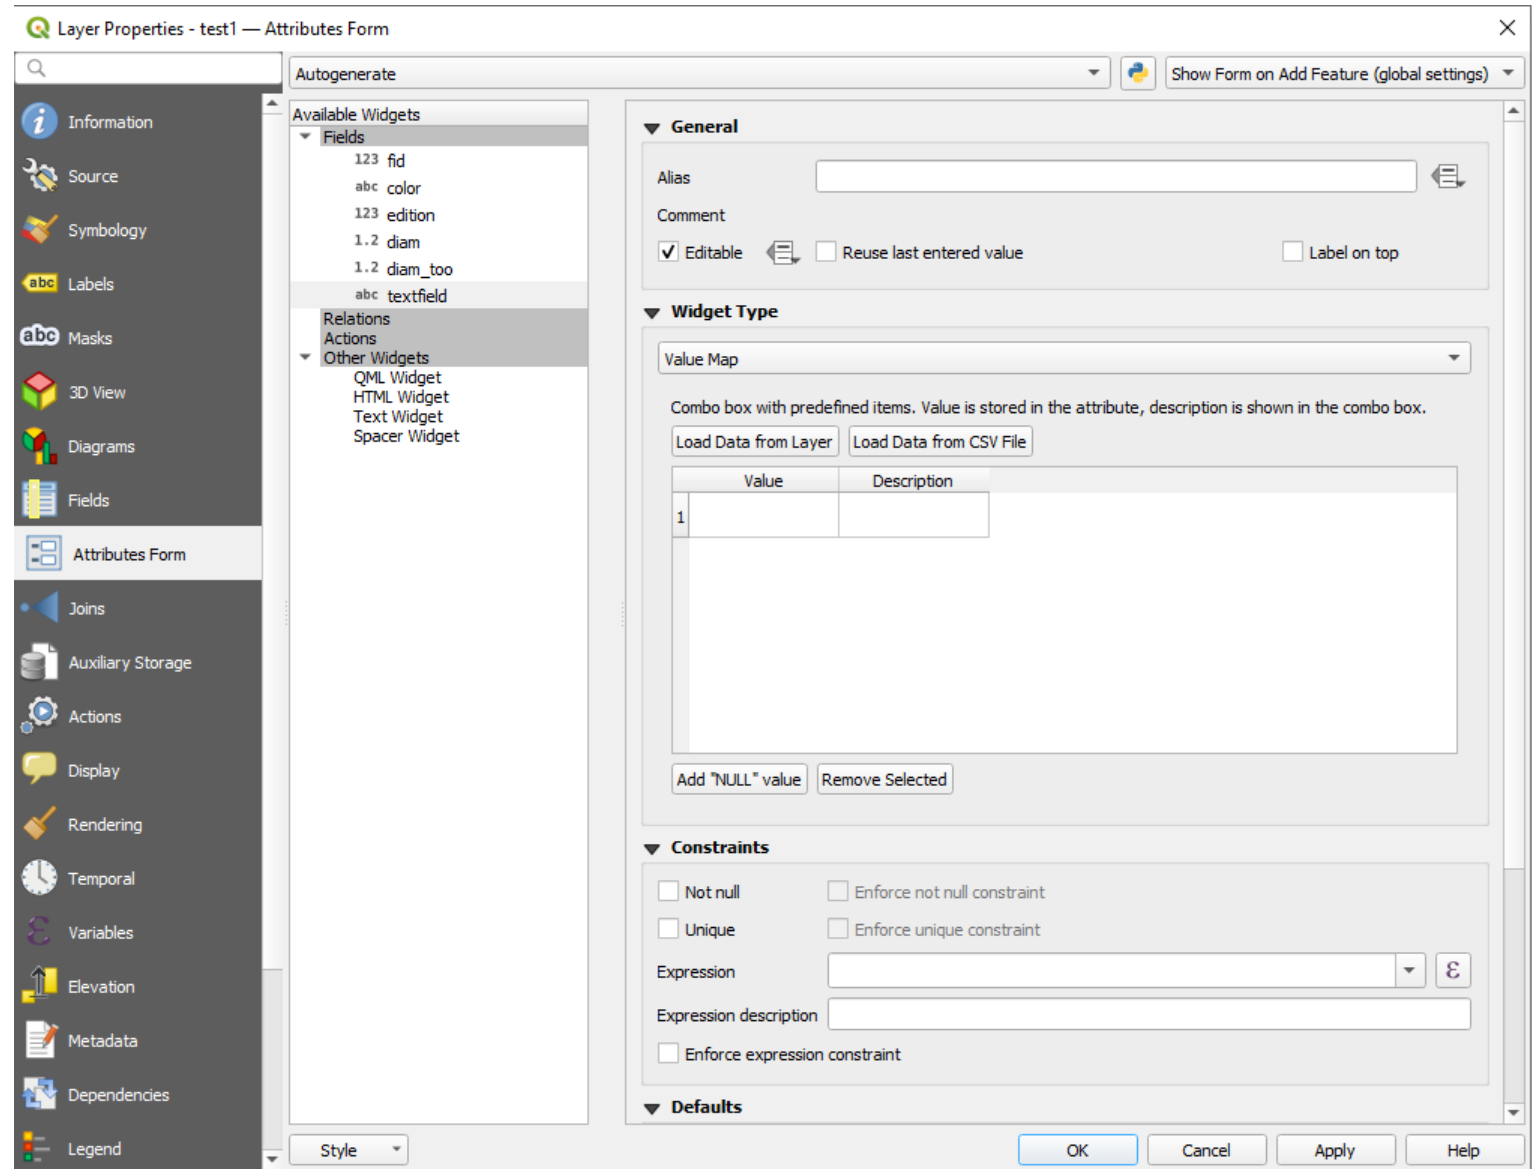 Layer Properties - test1 — Attributes Form
Autogenerate
Show Form on Add Feature (global settings)
Information
Source
Symbology
abc Labels
abc Masks
3D View
Diagrams
Fields
Attributes Form
Joins
Auxiliary Storage
Actions
Display
Rendering
Temporal
ε Variables
Elevation
Metadata
Dependencies
Legend
Available Widgets
Fields
123 fid
abc color
123 edition
1.2 diam
1.2 diam_too
abc textfield
Relations
Actions
Other Widgets
QML Widget
HTML Widget
Text Widget
Spacer Widget
General
Alias
Comment
Editable
Reuse last entered value
Label on top
Widget Type
Value Map
Combo box with predefined items. Value is stored in the attribute, description is shown in the combo box.
Load Data from Layer
Load Data from CSV File
Value Description
1
Add "NULL" value
Remove Selected
Constraints
Not null
Enforce not null constraint
Unique
Enforce unique constraint
Expression
ε
Expression description
Enforce expression constraint
Defaults
Style
OK
Cancel
Apply
Help